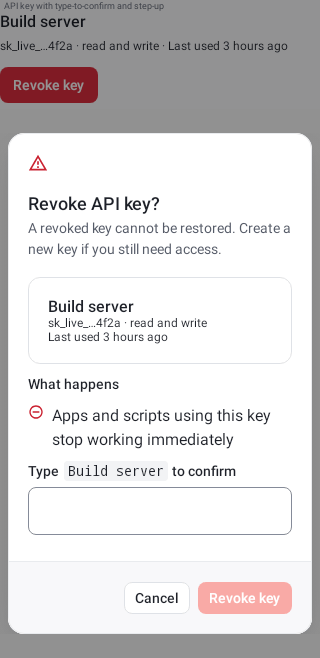 API key with type-to-confirm and step-up
Build server
sk_live_...4f2a · read and write · Last used 3 hours ago
Revoke key
Revoke API key?
A revoked key cannot be restored. Create a
new key if you still need access.
Build server
sk_live_...4f2a · read and write
Last used 3 hours ago
What happens
Apps and scripts using this key
stop working immediately
Type Build server to confirm
Cancel
Revoke key